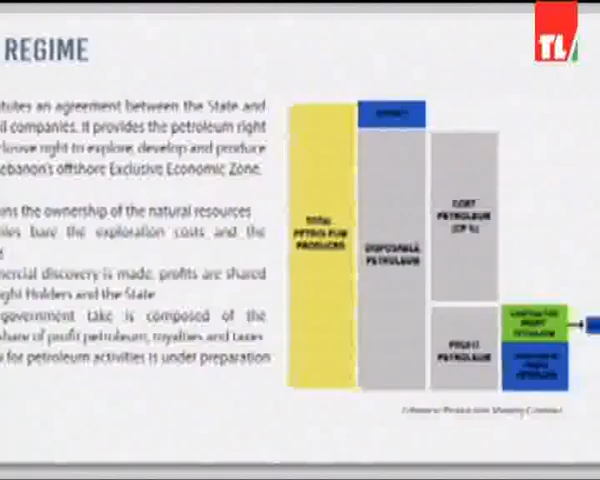 REGIME
tutes an agreement between the State and
il companies. It provides the petroleum right
right to explore, develop and produce
ebanon's offshore Exclusive Economic Zone.
ins the ownership of the natural resources
bare the exploration costs and the
mercial discovery is made, profits are shared
ight Holders and the State
government take is composed of the
share of profit petroleum, royalties and taxes
for petroleum activities is under preparation
TOTAL
PETROLEUM
PRODUCED
DISPOSABLE
PETROLEUM
COST
PETROLEUM
PROFIT
PETROLEUM
TL